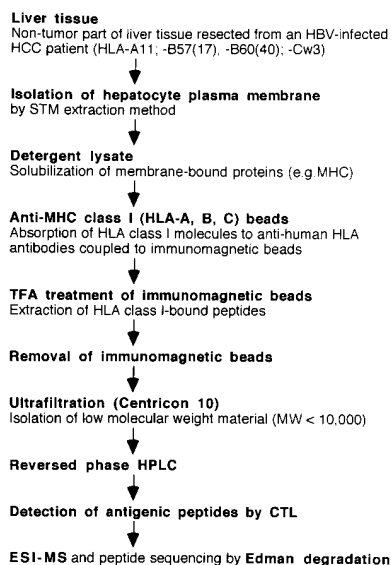 Liver tissue
Non-tumor part of liver tissue resected from an HBV-infected
HCC patient (HLA-A11; -B57(17), -B60(40); -Cw3)
Isolation of hepatocyte plasma membrane
by STM extraction method
Detergent lysate
Solubilization of membrane-bound proteins (e.g.MHC)
Anti-MHC class I (HLA-A, B, C) beads
Absorption of HLA class I molecules to anti-human HLA
antibodies coupled to immunomagnetic beads
TFA treatment of immunomagnetic beads
Extraction of HLA class I-bound peptides
Removal of immunomagnetic beads
Ultrafiltration (Centricon 10)
Isolation of low molecular weight material (MW < 10,000)
Reversed phase HPLC
Detection of antigenic peptides by CTL
ESI-MS and peptide sequencing by Edman degradation